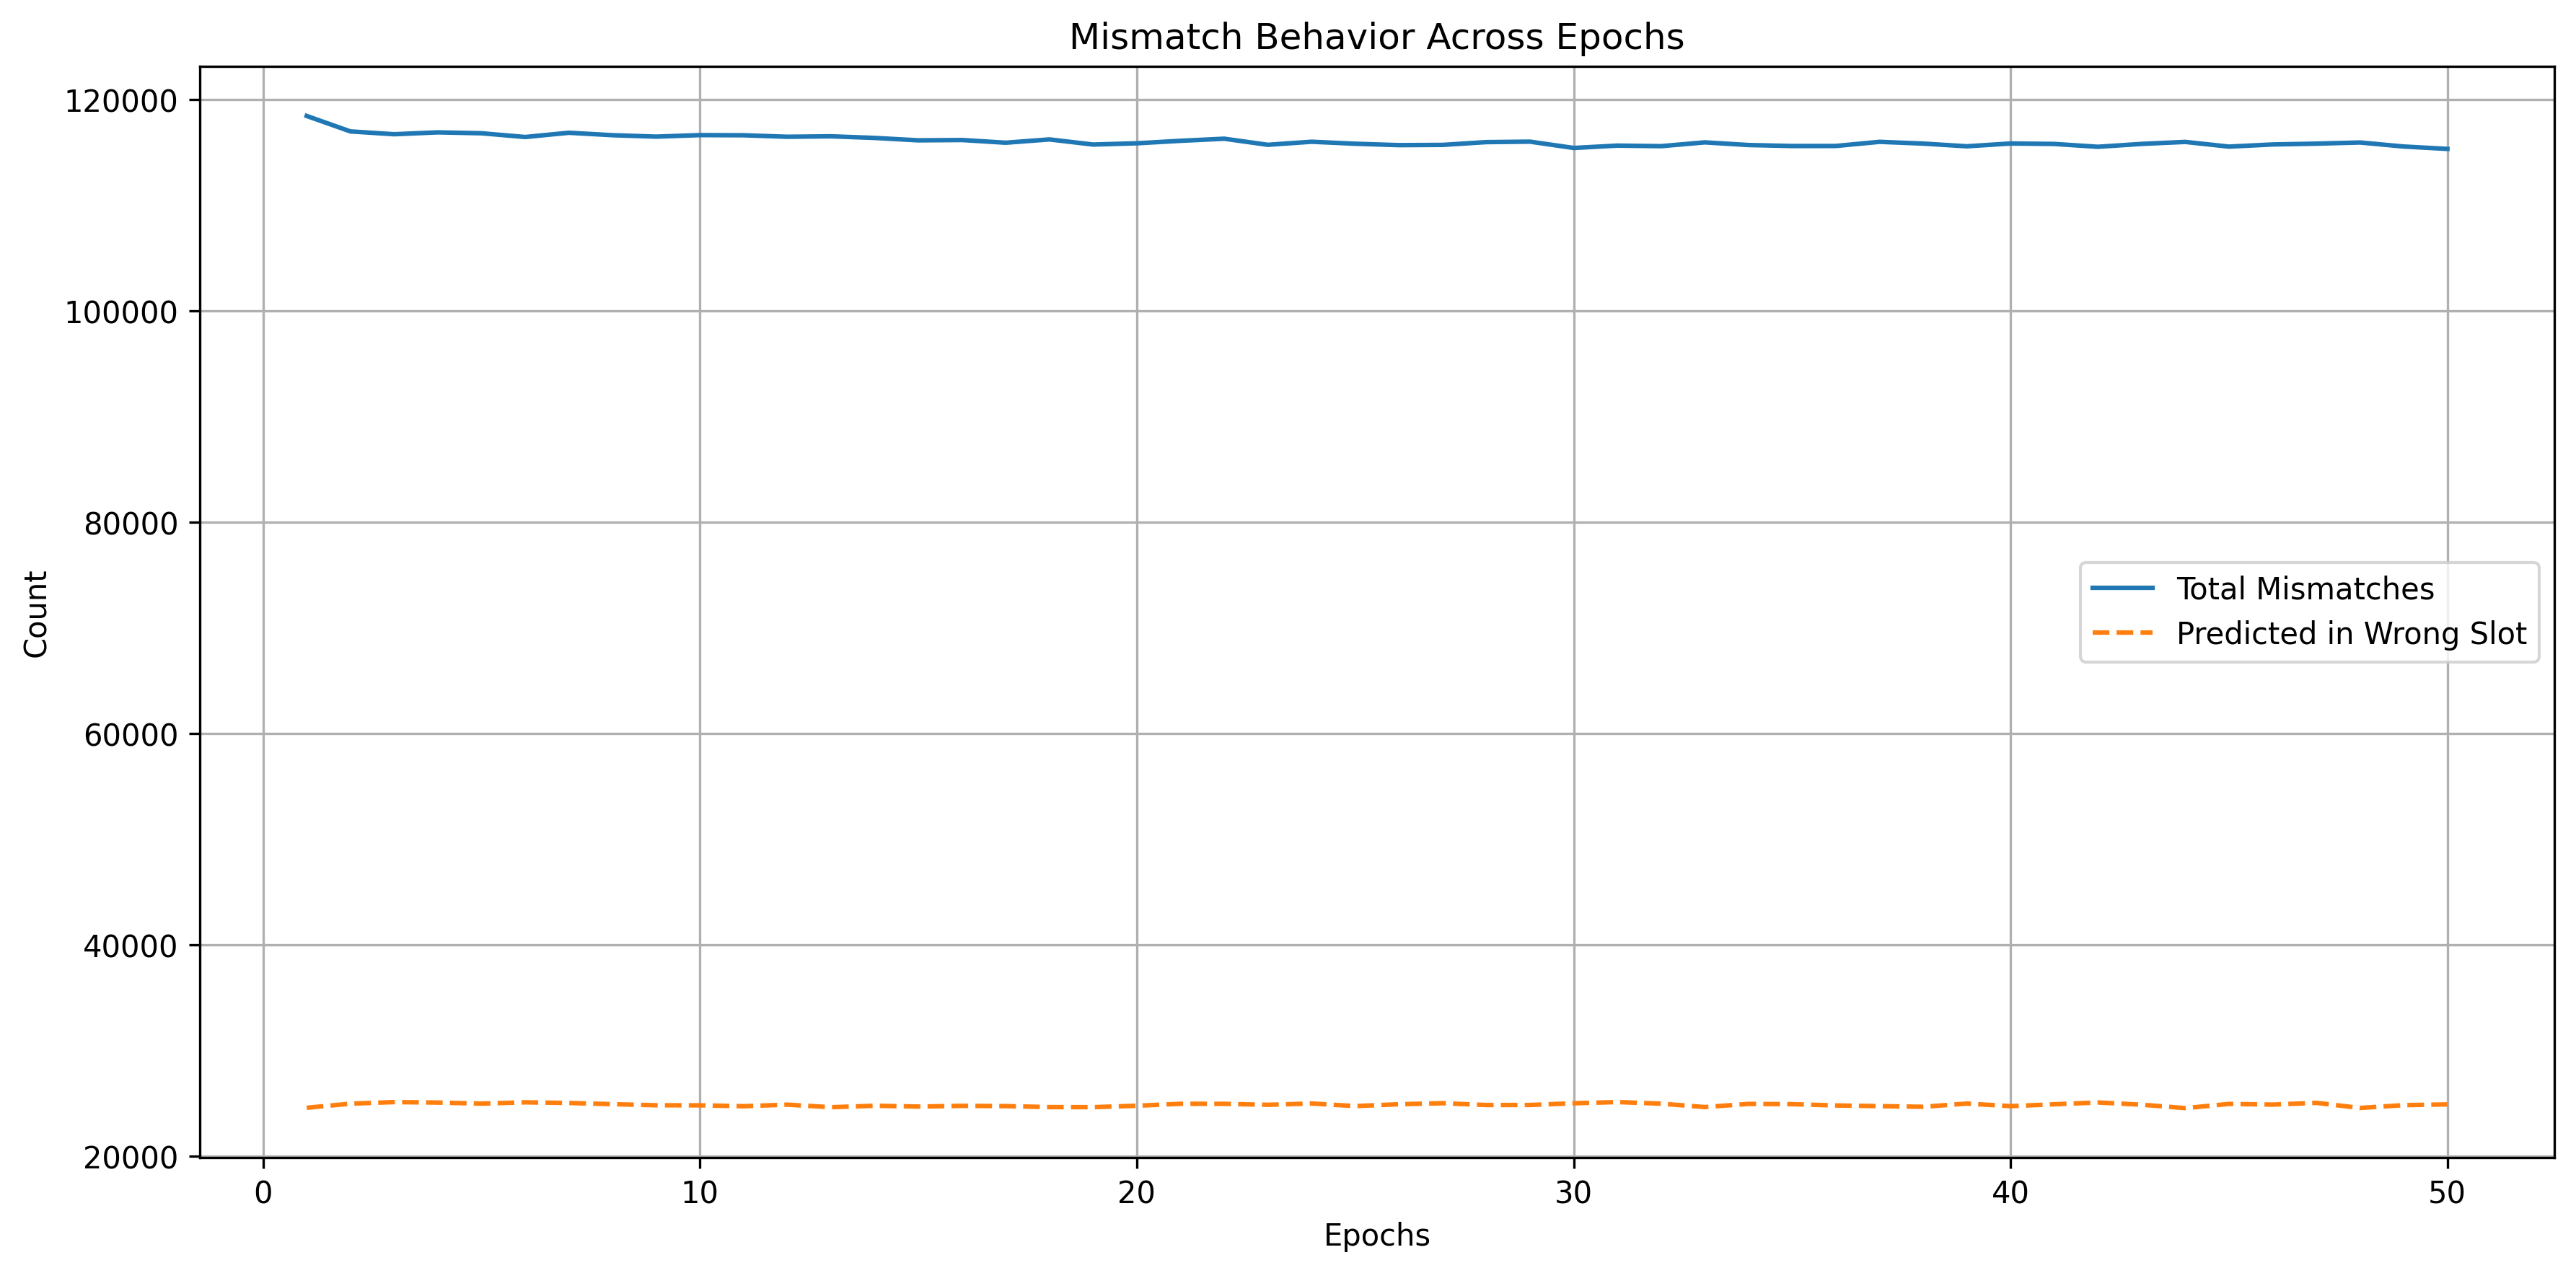 Mismatch Behavior Across Epochs
120000
100000
80000
60000
40000
20000
Count
Total Mismatches
Predicted in Wrong Slot
0 10 20 30 40 50
Epochs